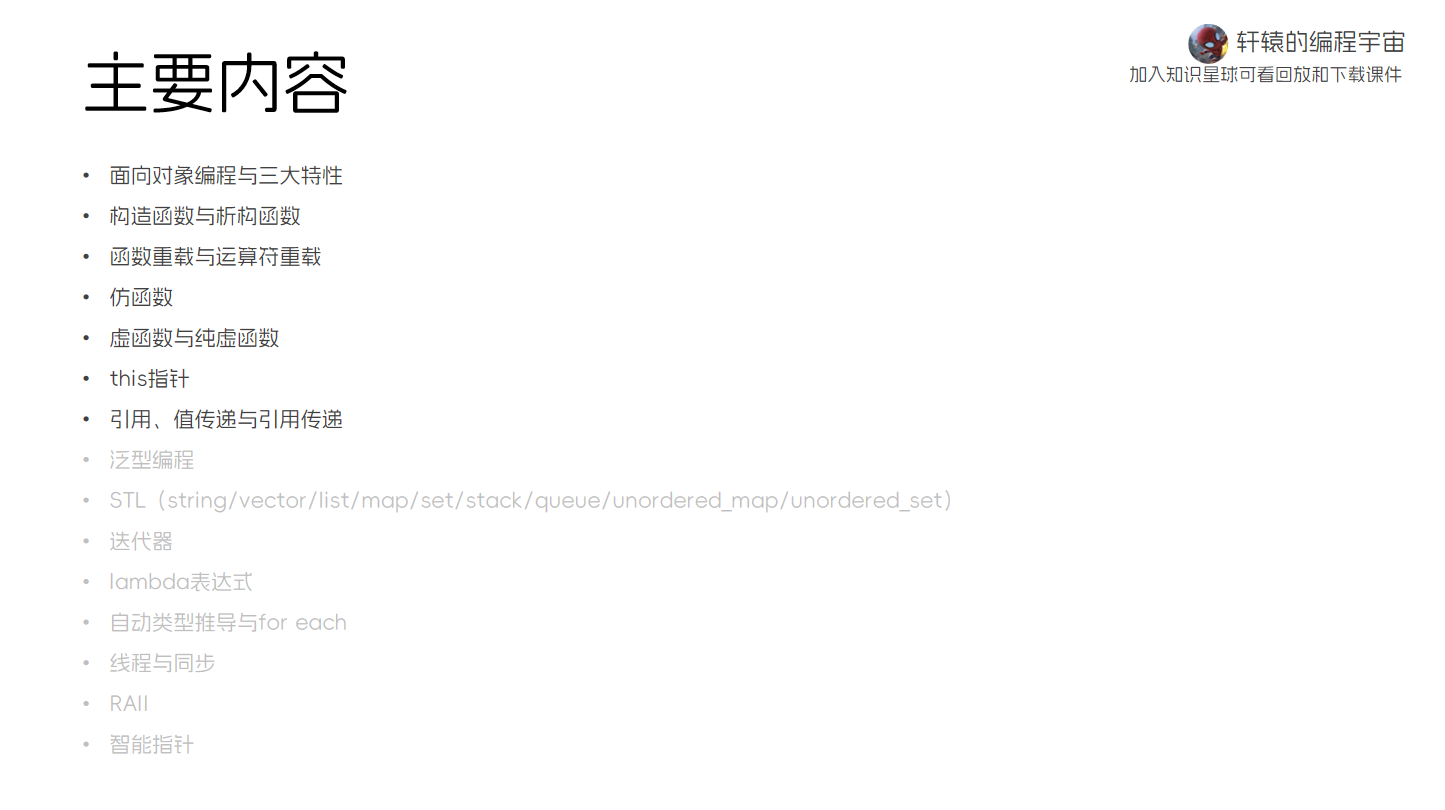 轩辕的编程宇宙
加入知识星球可看回放和下载课件
主要内容
• 面向对象编程与三大特性
• 构造函数与析构函数
• 函数重载与运算符重载
• 仿函数
• 虚函数与纯虚函数
• this指针
• 引用、值传递与引用传递
• 泛型编程
• STL（string/vector/list/map/set/stack/queue/unordered_map/unordered_set）
• 迭代器
• lambda表达式
• 自动类型推导与for each
• 线程与同步
• RAII
• 智能指针